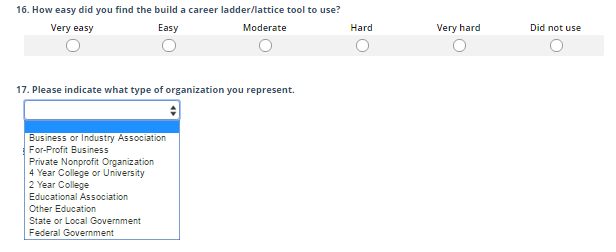 16. How easy did you find the build a career ladder/lattice tool to use?
Very easy Easy Moderate Hard Very hard Did not use
17. Please indicate what type of organization you represent.
Business or Industry Association
For-Profit Business
Private Nonprofit Organization
4 Year College or University
2 Year College
Educational Association
Other Education
State or Local Government
Federal Government